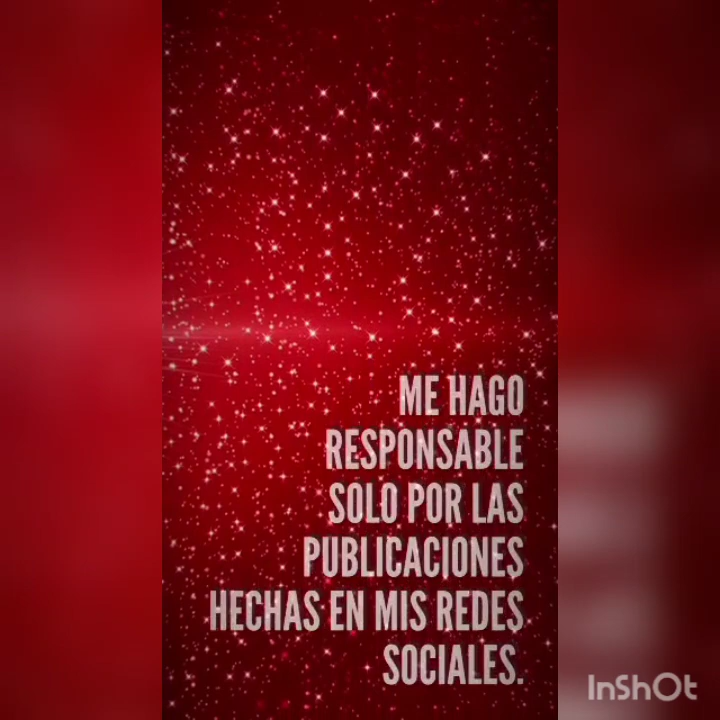 ME HAGO
RESPONSABLE
SOLO POR LAS
PUBLICACIONES
HECHAS EN MIS REDES
SOCIALES.
InShOt